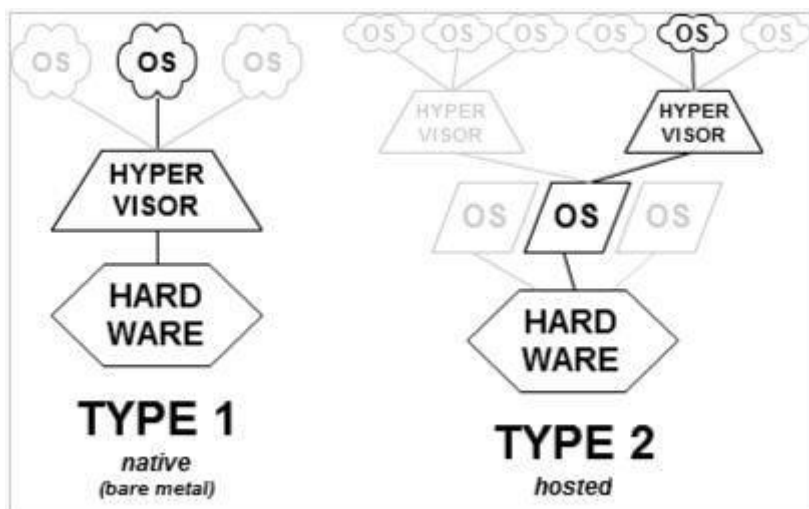 OS OS OS
HYPER
VISOR
HARD
WARE
TYPE 1
native
(bare metal)
OS OS OS OS OS OS
HYPER
VISOR
HYPER
VISOR
OS OS OS
HARD
WARE
TYPE 2
hosted